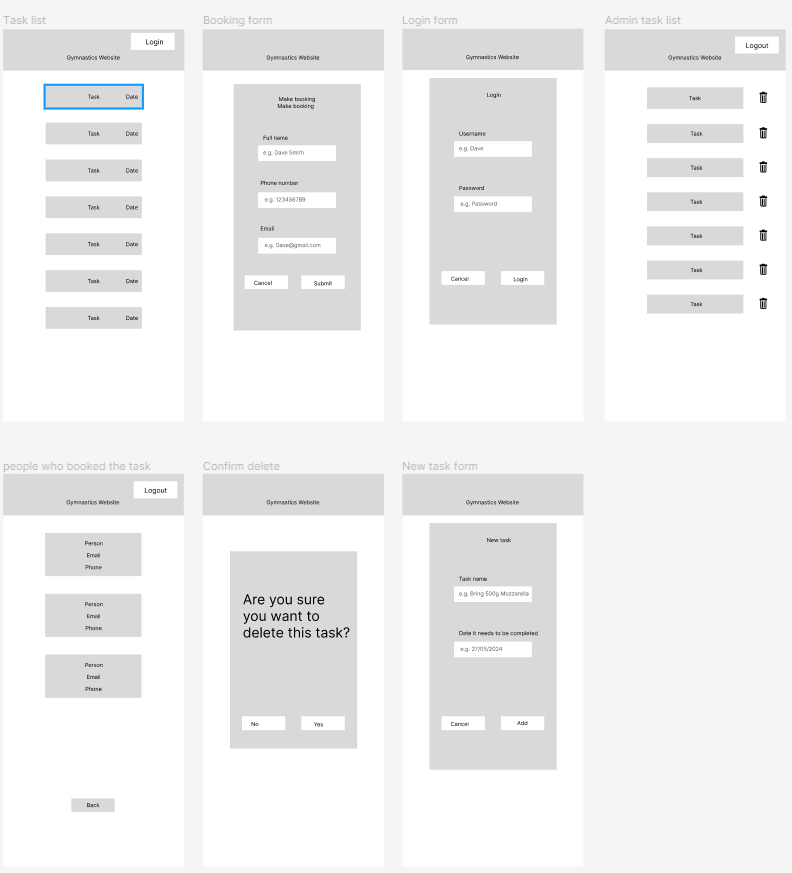 Task list
Login
Gymnastics Website
Task Date
Task Date
Task Date
Task Date
Task Date
Task Date
Task Date
Booking form
Gymnastics Website
Make booking
Make booking
Full name
e.g. Dave Smith
Phone number
e.g. 123456789
Email
e.g. Dave@gmail.com
Cancel Submit
Login form
Gymnastics Website
Login
Username
e.g. Dave
Password
e.g. Password
Cancel Login
Admin task list
Logout
Gymnastics Website
Task
Task
Task
Task
Task
Task
Task
people who booked the task
Logout
Gymnastics Website
Person
Email
Phone
Person
Email
Phone
Person
Email
Phone
Back
Confirm delete
Gymnastics Website
Are you sure
you want to
delete this task?
No Yes
New task form
Gymnastics Website
New task
Task name
e.g. Bring 500g Mozzarella
Date it needs to be completed
e.g. 27/05/2024
Cancel Add